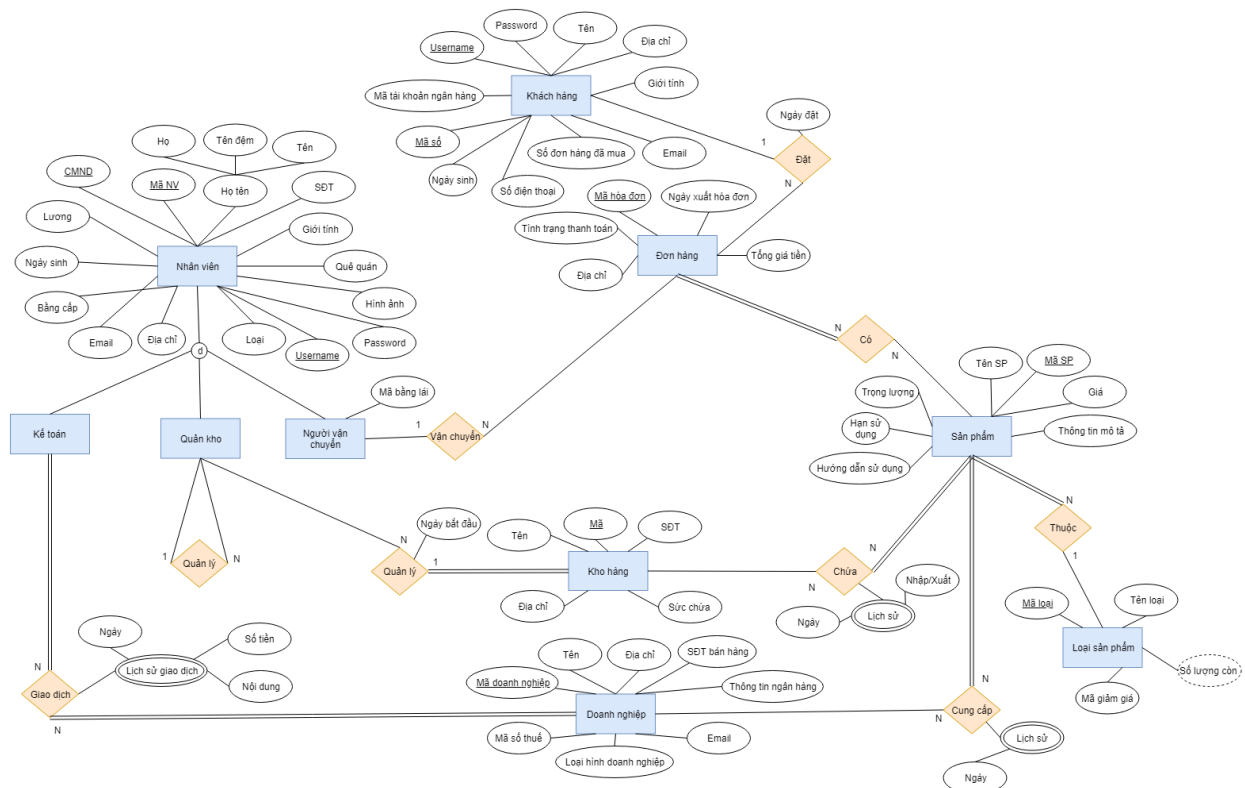 Password
Tên
Username
Địa chỉ
Giới tính
Mã tài khoản ngân hàng
Khách hàng
Ngày đặt
Mã số
Số đơn hàng đã mua
Email
1
Đặt
Ngày sinh
Số điện thoại
N
Họ
Tên đệm
Tên
CMND
Mã NV
Họ tên
SĐT
Lương
Giới tính
Nhân viên
Ngày sinh
Quê quán
Bằng cấp
Hình ảnh
Email
Địa chỉ
Loại
Username
Password
d
Mã hóa đơn
Ngày xuất hóa đơn
Tình trạng thanh toán
Đơn hàng
Tổng giá tiền
Địa chỉ
N
Có
N
Mã bằng lái
Kế toán
Quản kho
Người vận
chuyển
1
Vận chuyển
N
Tên SP
Mã SP
Trọng lượng
Giá
Hạn sử
dụng
Sản phẩm
Thông tin mô tả
Hướng dẫn sử dụng
N
Thuộc
1
1
Quản lý
N
Ngày bắt đầu
N
Quản lý
1
Tên
Mã
SĐT
Kho hàng
Địa chỉ
Sức chứa
N
Chứa
N
Nhập/Xuất
Lịch sử
Ngày
Mã loại
Tên loại
Loại sản phẩm
Số lượng còn
Mã giảm giá
Ngày
Số tiền
Lịch sử giao dịch
Nội dung
N
Giao dịch
N
Tên
Địa chỉ
SĐT bán hàng
Mã doanh nghiệp
Thông tin ngân hàng
Doanh nghiệp
Mã số thuế
Email
Loại hình doanh nghiệp
N
N
Cung cấp
Lịch sử
Ngày